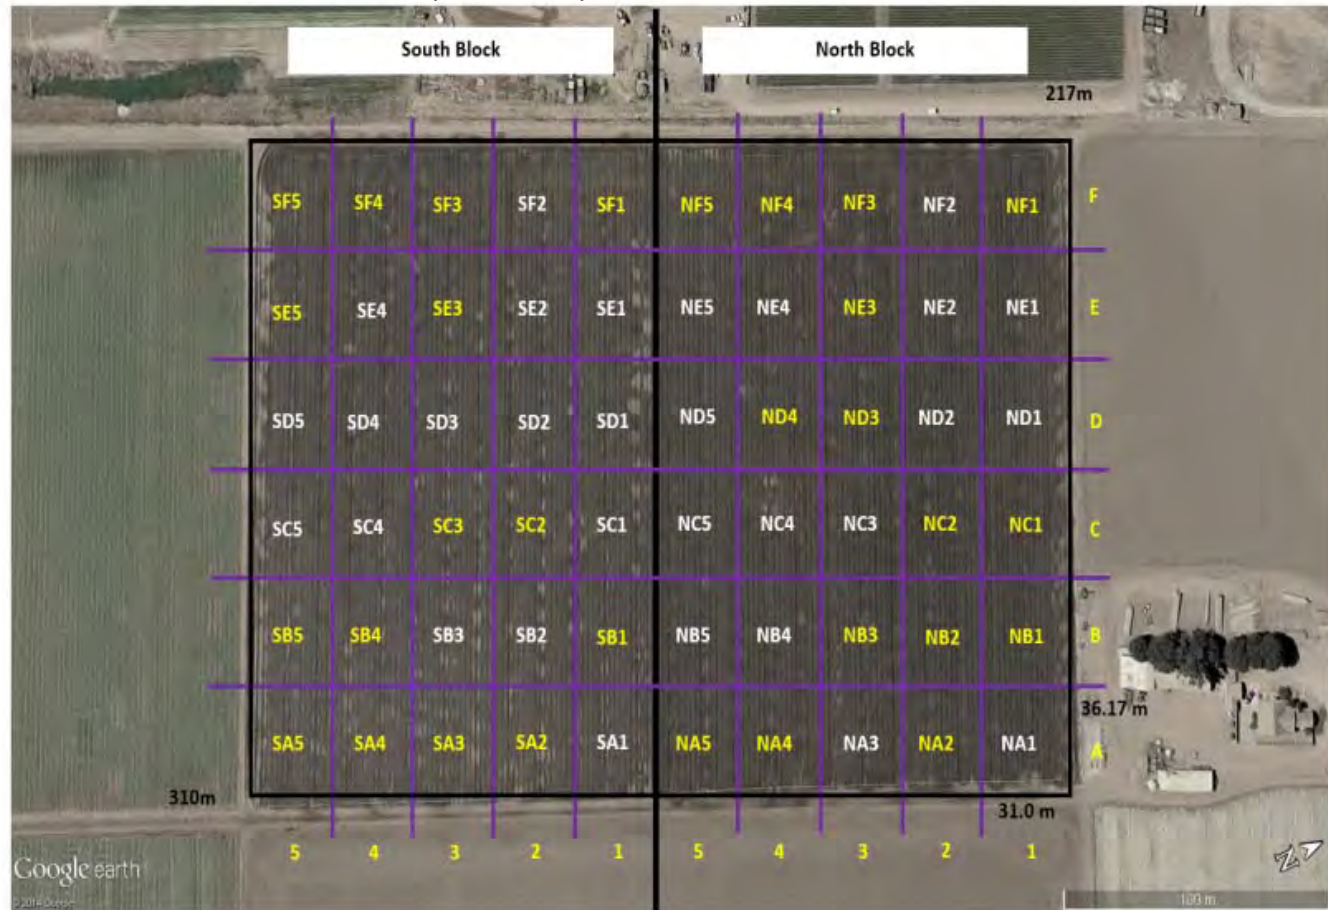 South Block North Block
217m
SF5 SF4 SF3 SF2 SF1 NF5 NF4 NF3 NF2 NF1 F
SE5 SE4 SE3 SE2 SE1 NE5 NE4 NE3 NE2 NE1 E
SD5 SD4 SD3 SD2 SD1 ND5 ND4 ND3 ND2 ND1 D
SC5 SC4 SC3 SC2 SC1 NC5 NC4 NC3 NC2 NC1 C
SB5 SB4 SB3 SB2 SB1 NB5 NB4 NB3 NB2 NB1 B
36.17 m
SA5 SA4 SA3 SA2 SA1 NA5 NA4 NA3 NA2 NA1 A
310m
31.0 m
5 4 3 2 1 5 4 3 2 1
Google earth
N
100 m